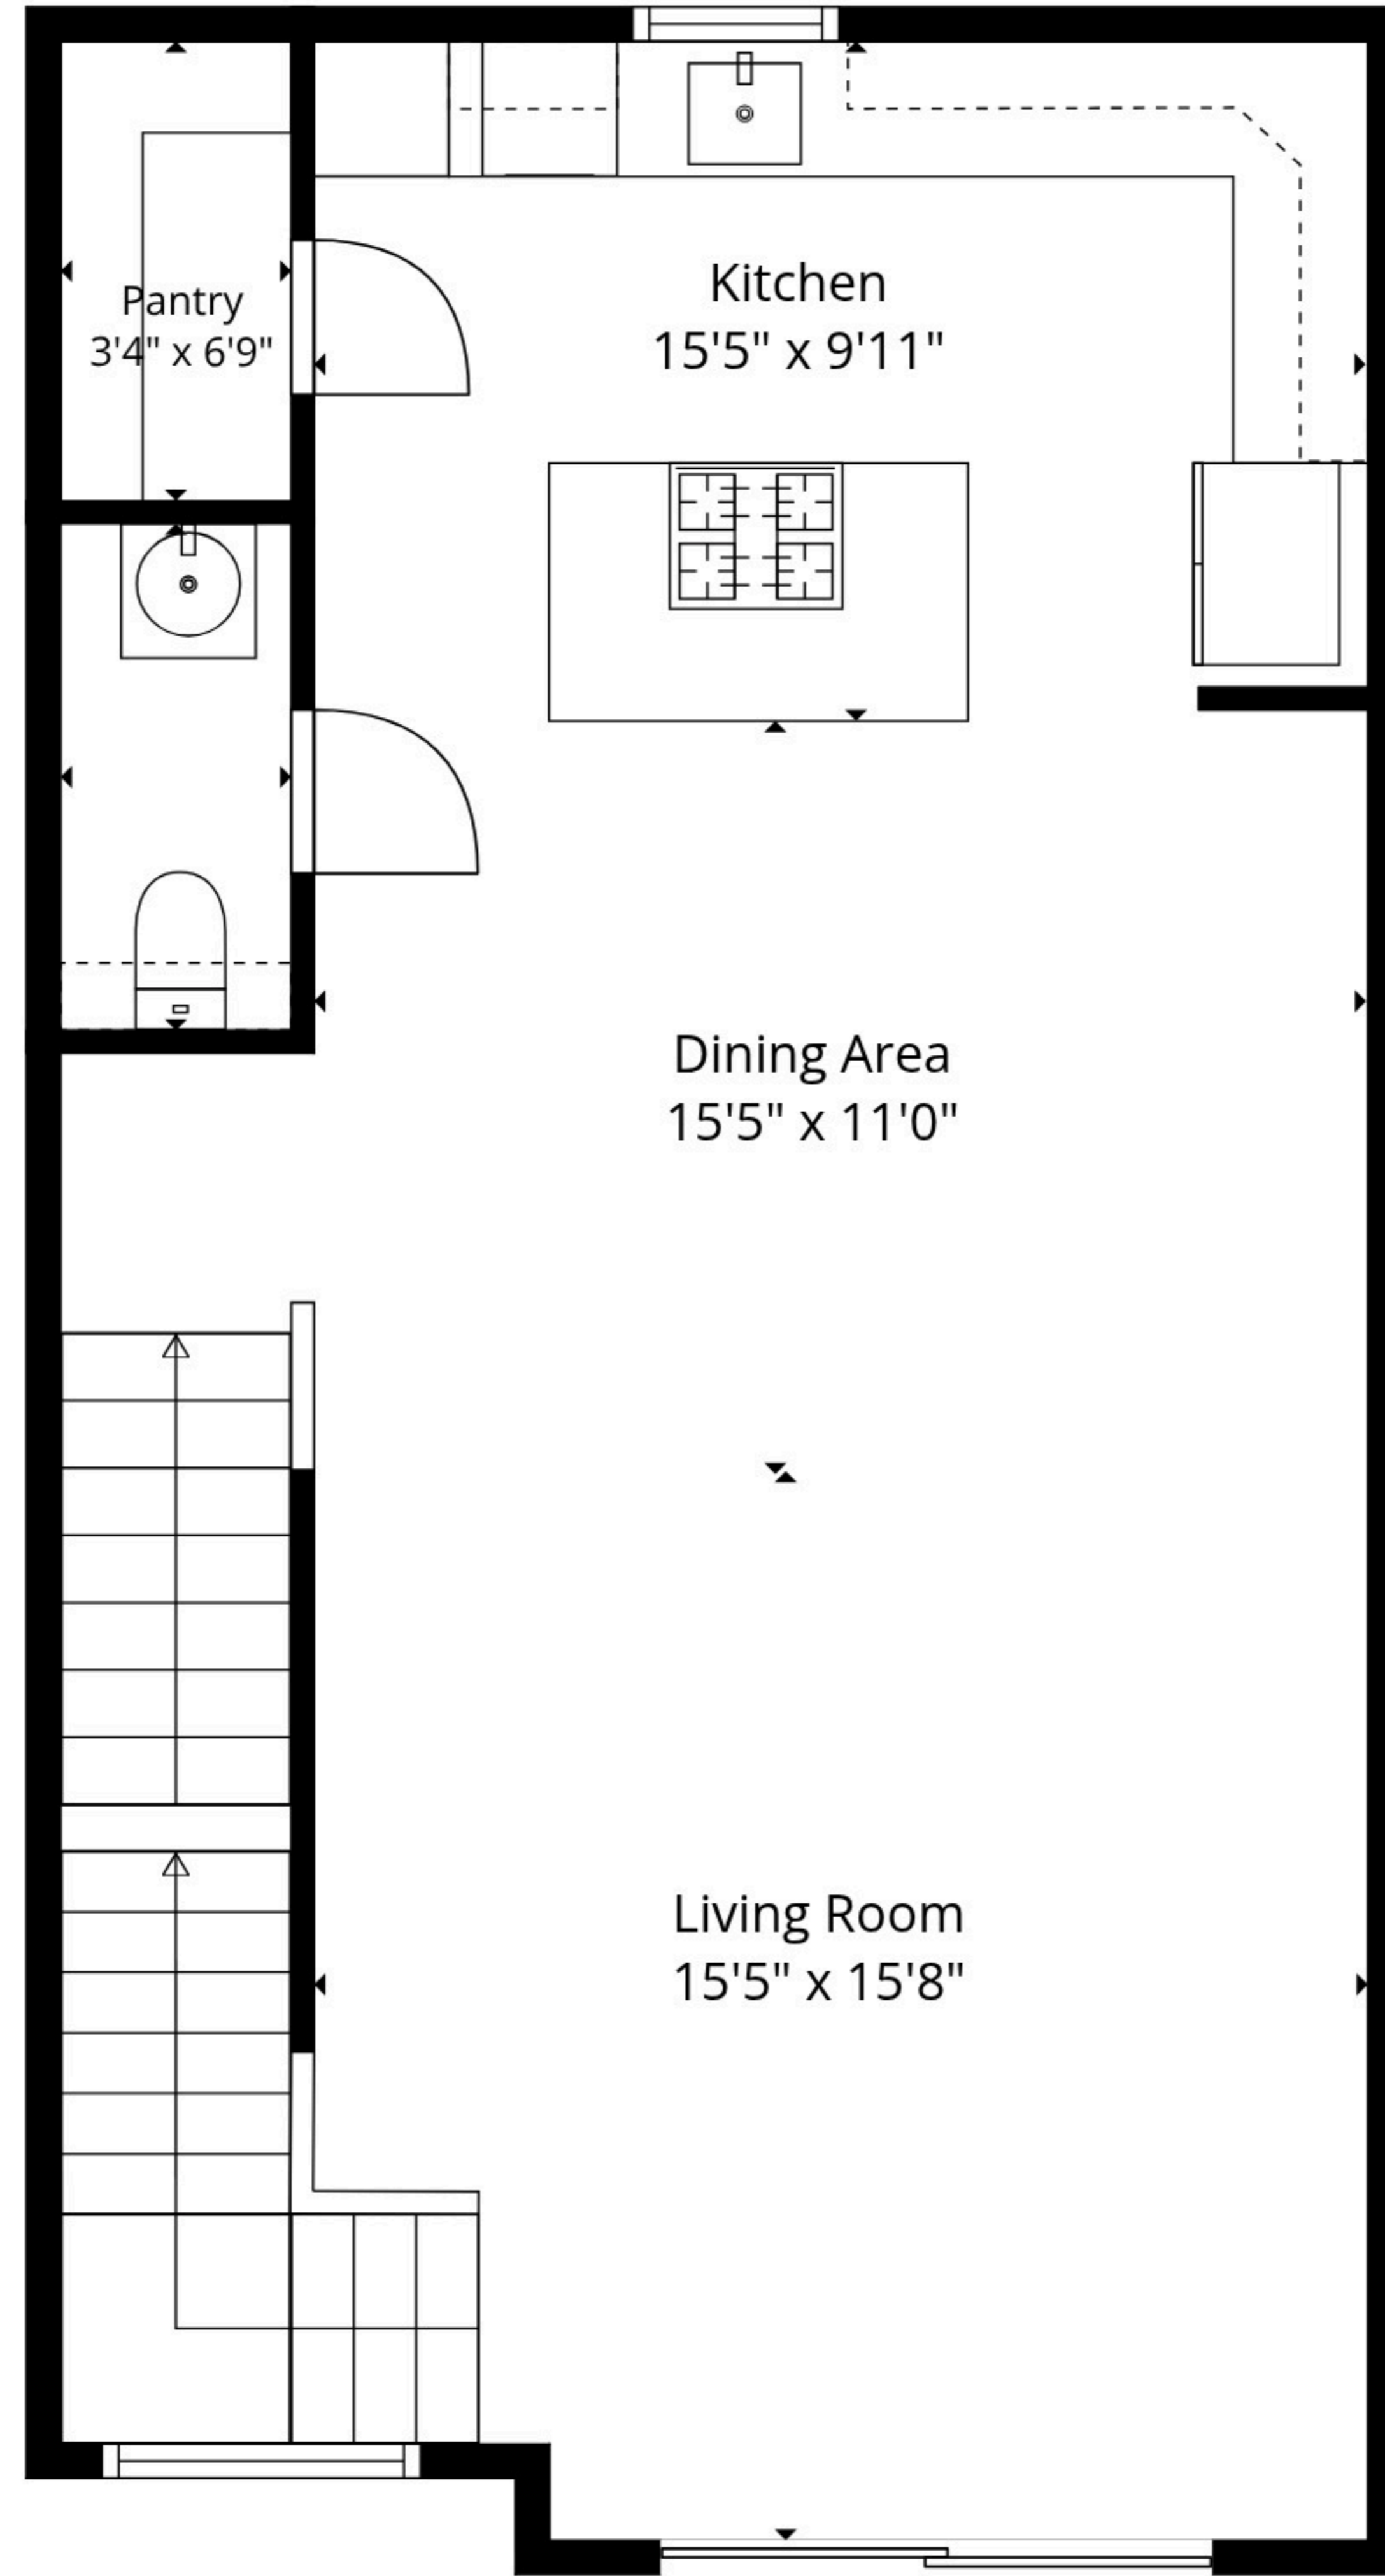 Kitchen
15'5" x 9'11"
Pantry
3'4" x 6'9"
Dining Area
15'5" x 11'0"
Living Room
15'5" x 15'8"